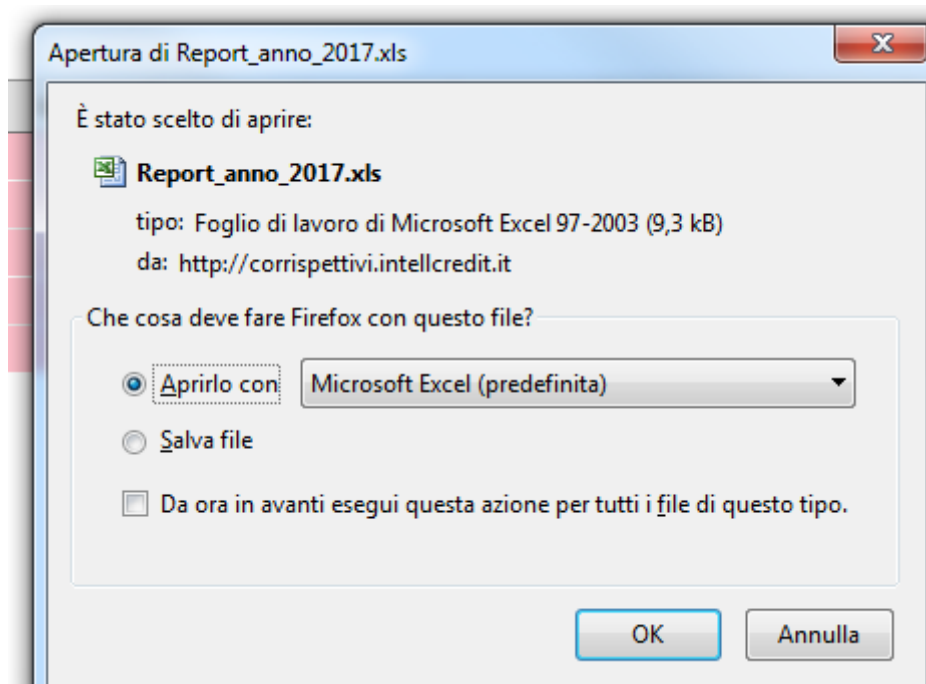 Apertura di Report_anno_2017.xls
È stato scelto di aprire:
Report_anno_2017.xls
tipo: Foglio di lavoro di Microsoft Excel 97-2003 (9,3 kB)
da: http://corrispettivi.intellcredit.it
Che cosa deve fare Firefox con questo file?
Aprirlo con Microsoft Excel (predefinita)
Salva file
Da ora in avanti esegui questa azione per tutti i file di questo tipo.
OK Annulla